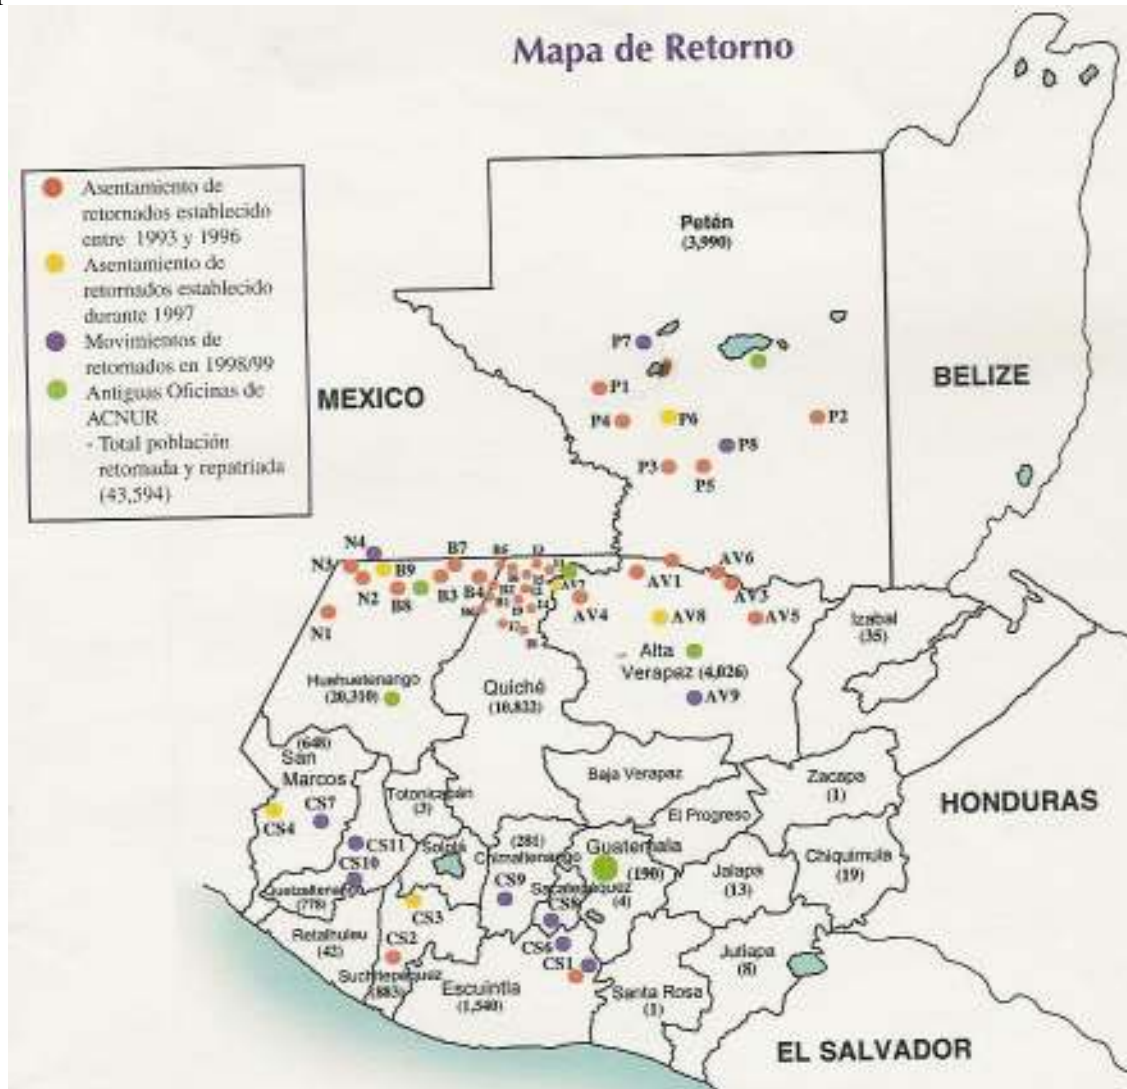 Mapa de Retorno
Asentamiento de
retornados establecido
entre 1993 y 1996
Asentamiento de
retornados establecido
durante 1997
Movimientos de
retornados en 1998/99
Antiguas Oficinas de
ACNUR
- Total población
retornada y repatriada
(43,594)
Petén
(3,990)
MEXICO
BELIZE
P7
P1
P4
P6
P2
P8
P3
P5
N4
N3
B9
B7
N2
B8
B3
B4
N1
AV7
AV4
AV1
AV6
AV3
AV8
AV5
Izabal
(35)
Alta
Verapaz (4,026)
AV9
Huehuetenango
(20,310)
Quiché
(10,822)
(648)
San
Marcos
CS7
CS4
CS11
CS10
Totonicapán
(3)
Baja Verapaz
El Progreso
Zacapa
(1)
HONDURAS
Sololá
(281)
Chimaltenango
CS9
Guatemala
(190)
Jalapa
(13)
Chiquimula
(19)
Quetzaltenango
(778)
Sacatepéquez
(4)
CS8
CS3
Retalhuleu
(42)
CS2
CS6
CS1
Jutiapa
(8)
Suchitepéquez
(883)
Escuintla
(1,540)
Santa Rosa
(1)
EL SALVADOR